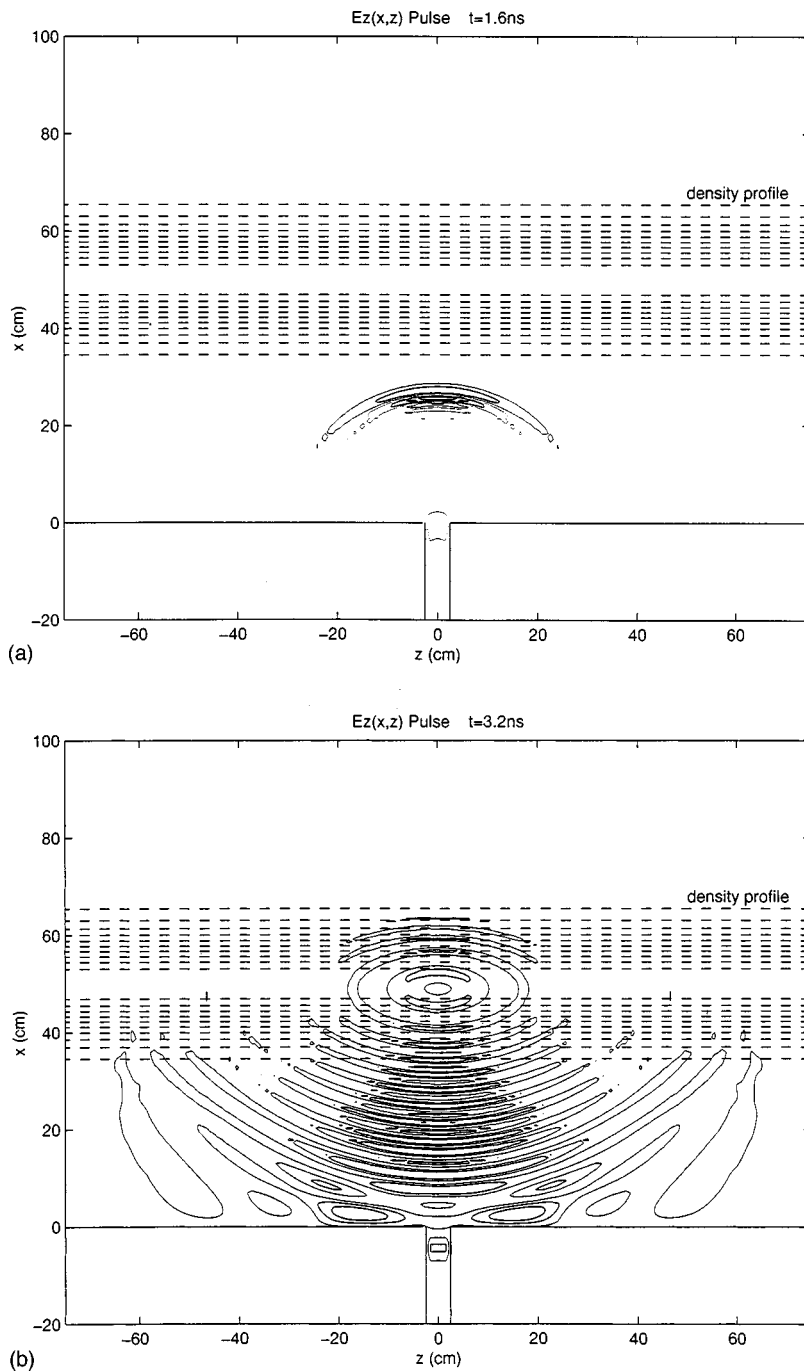 Ez(x,z) Pulse t=1.6ns
100
80
60
40
20
0
-20
x (cm)
density profile
-60 -40 -20 0 20 40 60
z (cm)
(a)
Ez(x,z) Pulse t=3.2ns
100
80
60
40
20
0
-20
x (cm)
density profile
-60 -40 -20 0 20 40 60
z (cm)
(b)